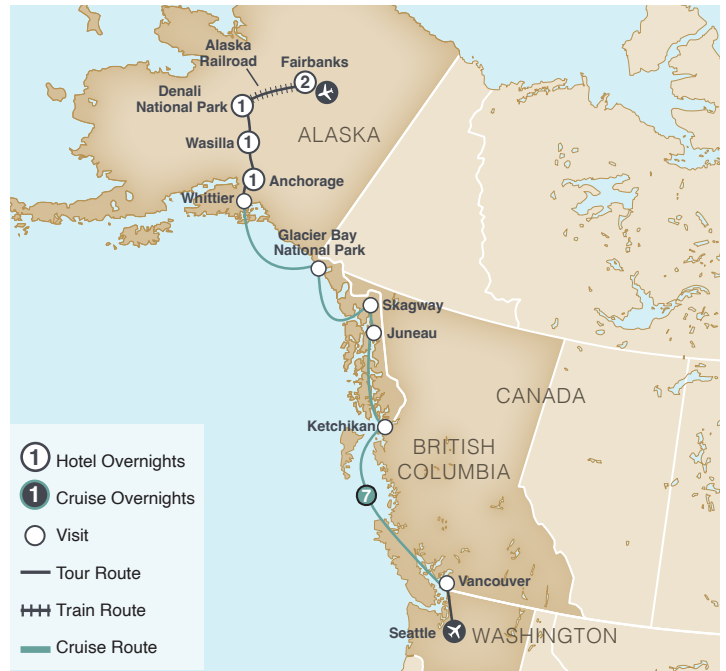 Alaska
Railroad
Fairbanks
2
Denali
National Park
1
ALASKA
Wasilla
1
1
Anchorage
Whittier
Glacier Bay
National Park
Skagway
Juneau
CANADA
Ketchikan
BRITISH
COLUMBIA
7
Vancouver
Seattle
WASHINGTON
1 Hotel Overnights
1 Cruise Overnights
Visit
Tour Route
Train Route
Cruise Route